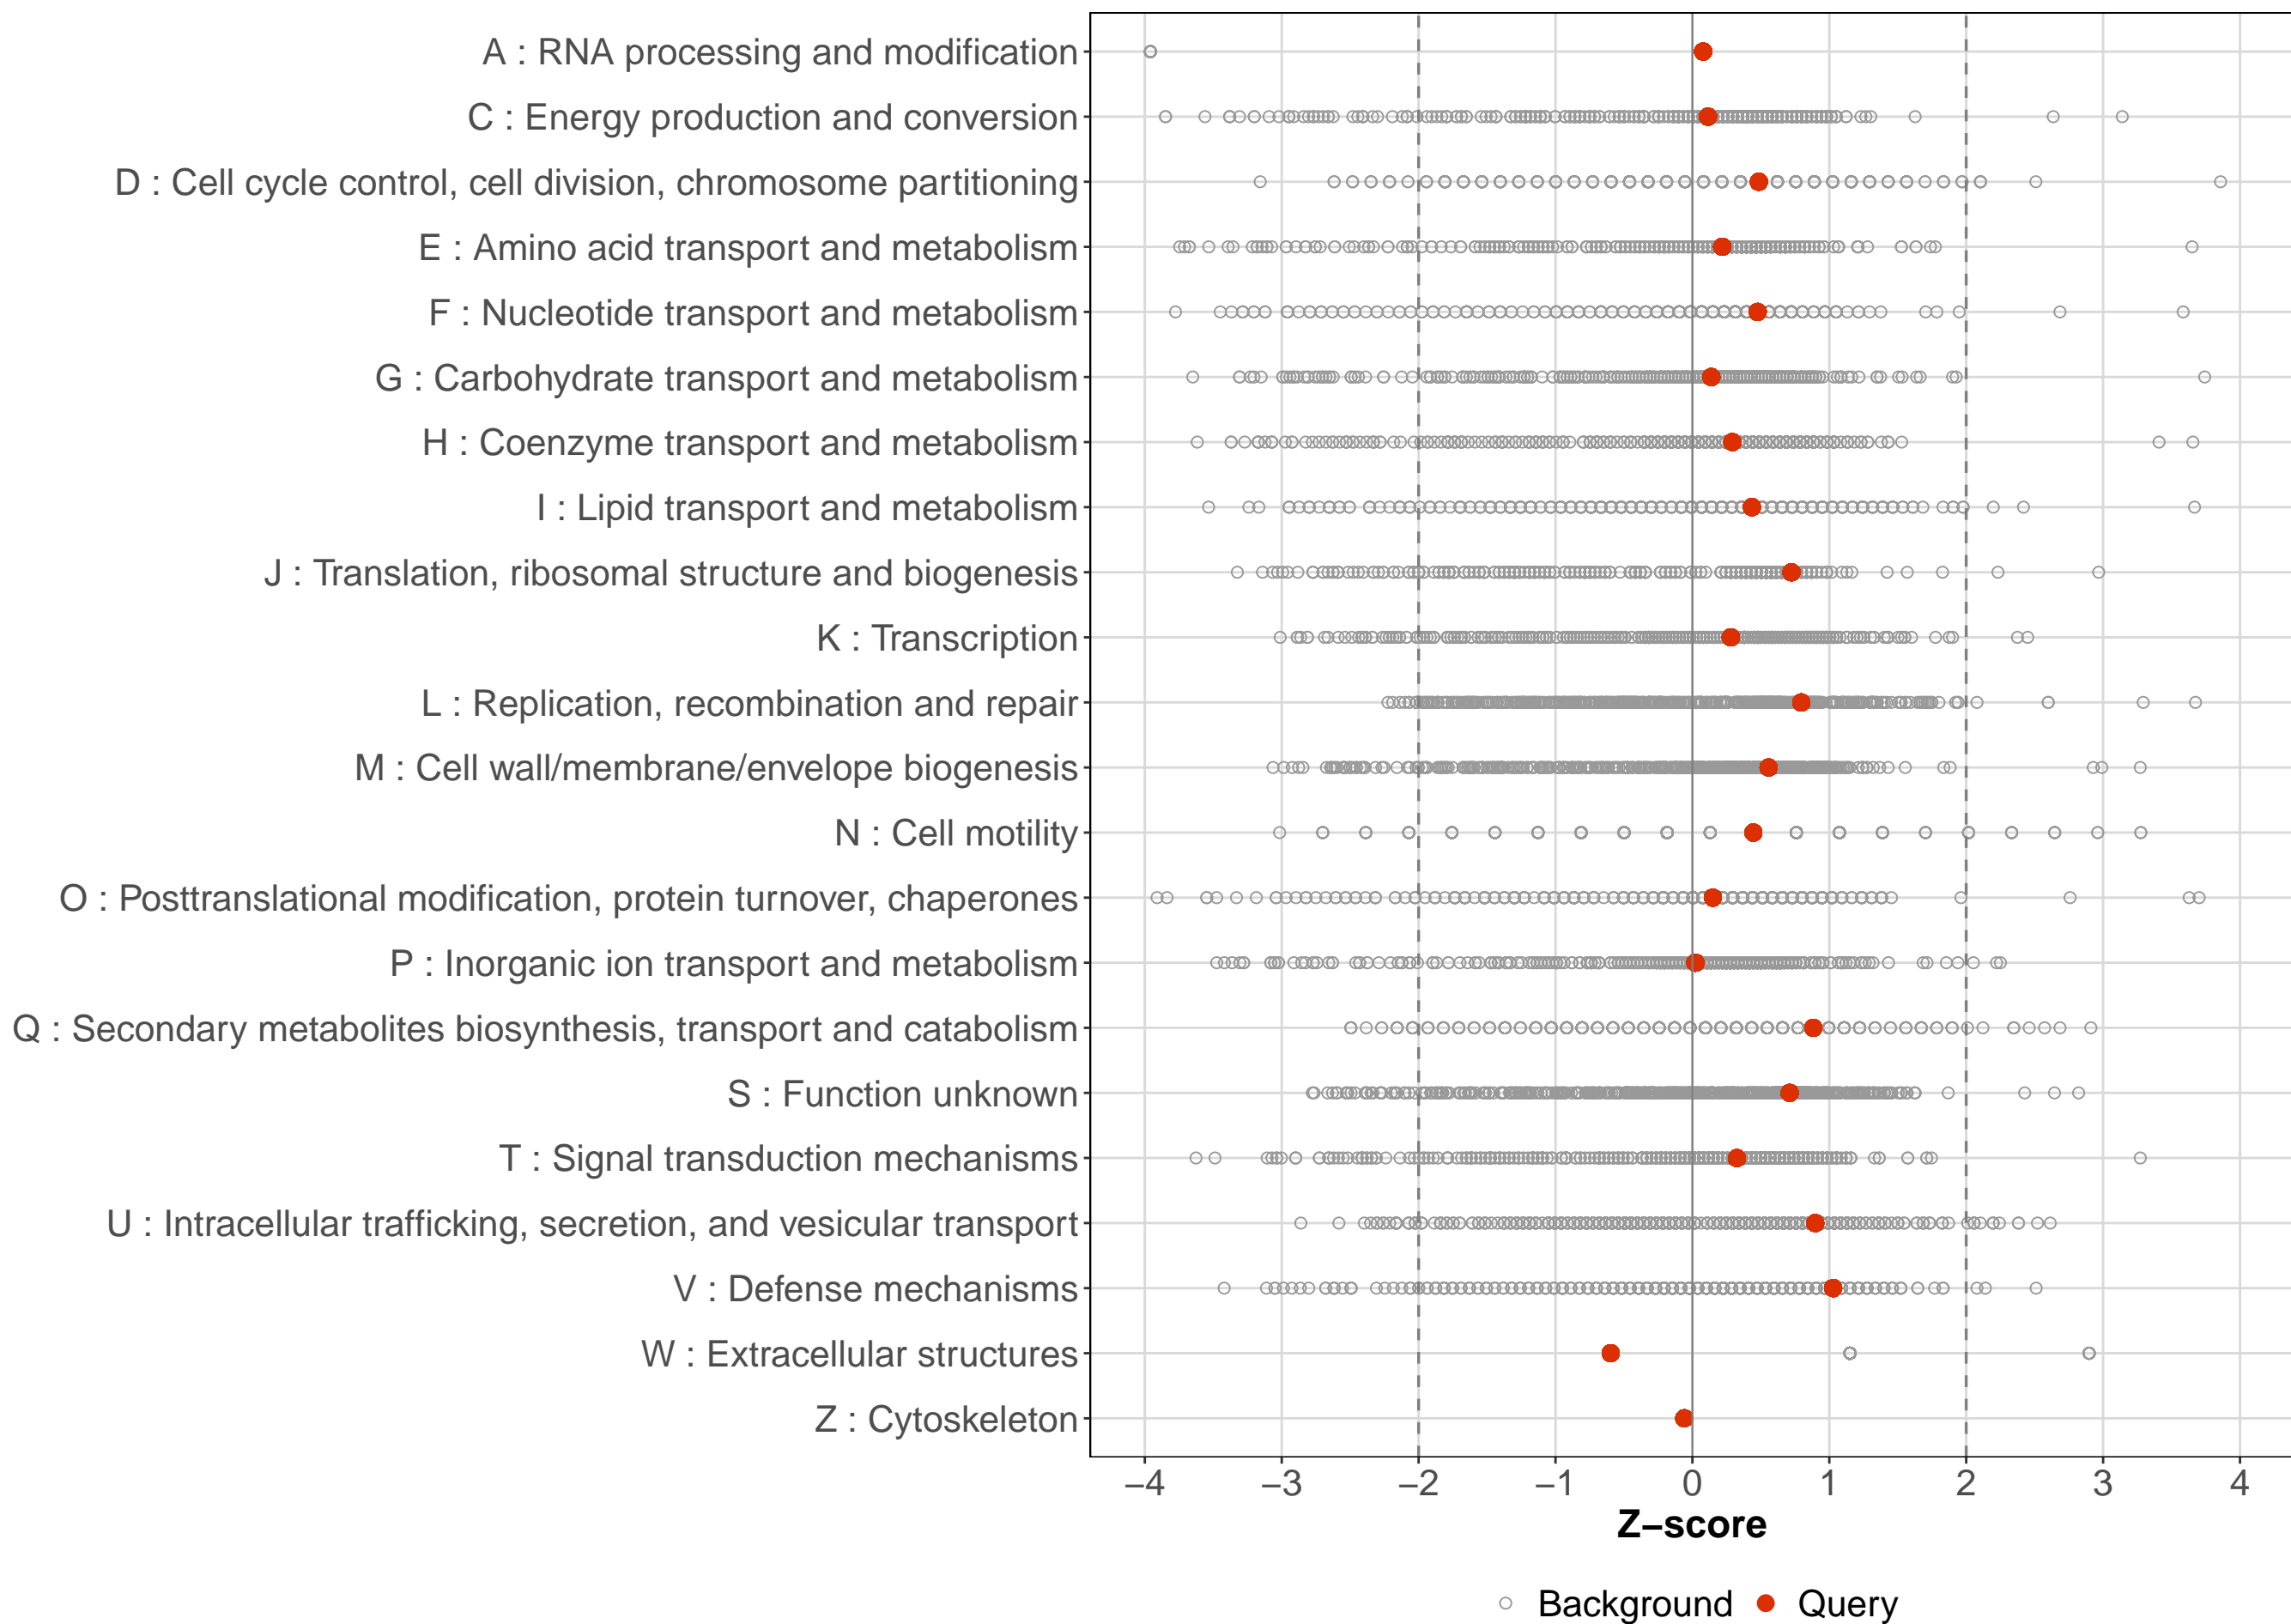 A : RNA processing and modification
C : Energy production and conversion
D : Cell cycle control, cell division, chromosome partitioning
E : Amino acid transport and metabolism
F : Nucleotide transport and metabolism
G : Carbohydrate transport and metabolism
H : Coenzyme transport and metabolism
I : Lipid transport and metabolism
J : Translation, ribosomal structure and biogenesis
K : Transcription
L : Replication, recombination and repair
M : Cell wall/membrane/envelope biogenesis
N : Cell motility
O : Posttranslational modification, protein turnover, chaperones
P : Inorganic ion transport and metabolism
Q : Secondary metabolites biosynthesis, transport and catabolism
S : Function unknown
T : Signal transduction mechanisms
U : Intracellular trafficking, secretion, and vesicular transport
V : Defense mechanisms
W : Extracellular structures
Z : Cytoskeleton
−4 −3 −2 −1 0 1 2 3 4
Z−score
Background Query